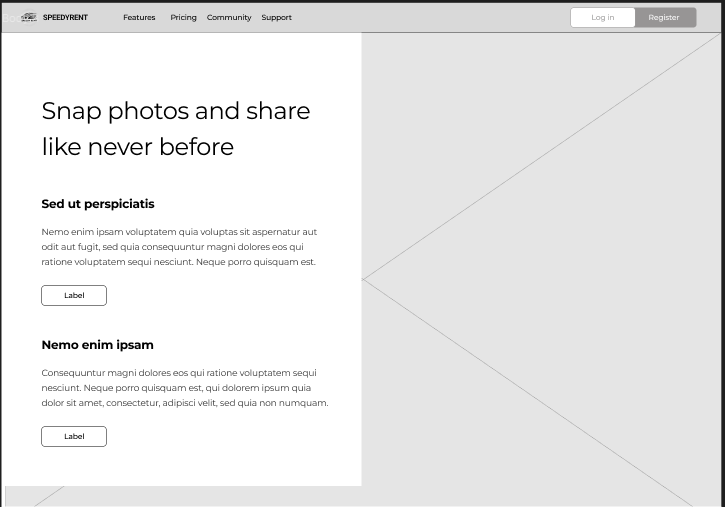 SPEEDYRENT Features Pricing Community Support Log in Register
Snap photos and share
like never before
Sed ut perspiciatis
Nemo enim ipsam voluptatem quia voluptas sit aspernatur aut
odit aut fugit, sed quia consequuntur magni dolores eos qui
ratione voluptatem sequi nesciunt. Neque porro quisquam est.
Label
Nemo enim ipsam
Consequuntur magni dolores eos qui ratione voluptatem sequi
nesciunt. Neque porro quisquam est, qui dolorem ipsum quia
dolor sit amet, consectetur, adipisci velit, sed quia non numquam.
Label